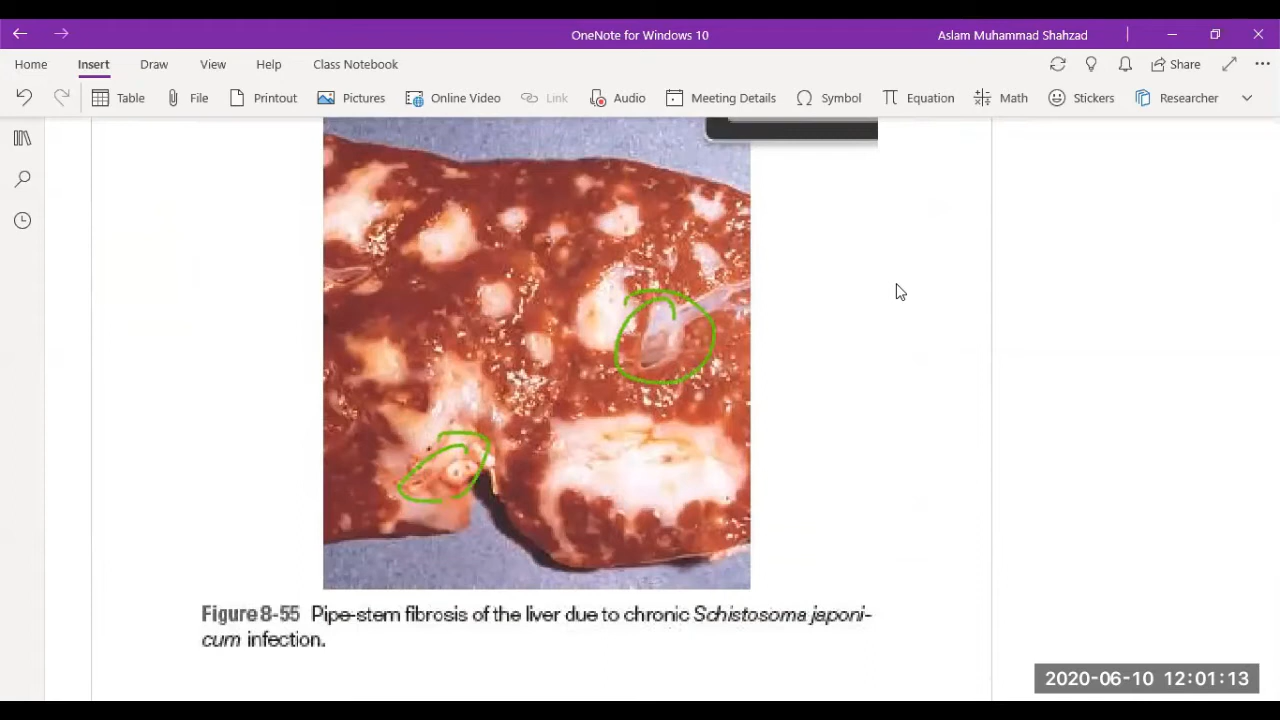 OneNote for Windows 10
Aslam Muhammad Shahzad
Home Insert Draw View Help Class Notebook
Share
Table File Printout Pictures Online Video Link Audio Meeting Details Symbol Equation Math Stickers Researcher
Figure 8-55 Pipe-stem fibrosis of the liver due to chronic Schistosoma japoni-
cum infection.
2020-06-10 12:01:13